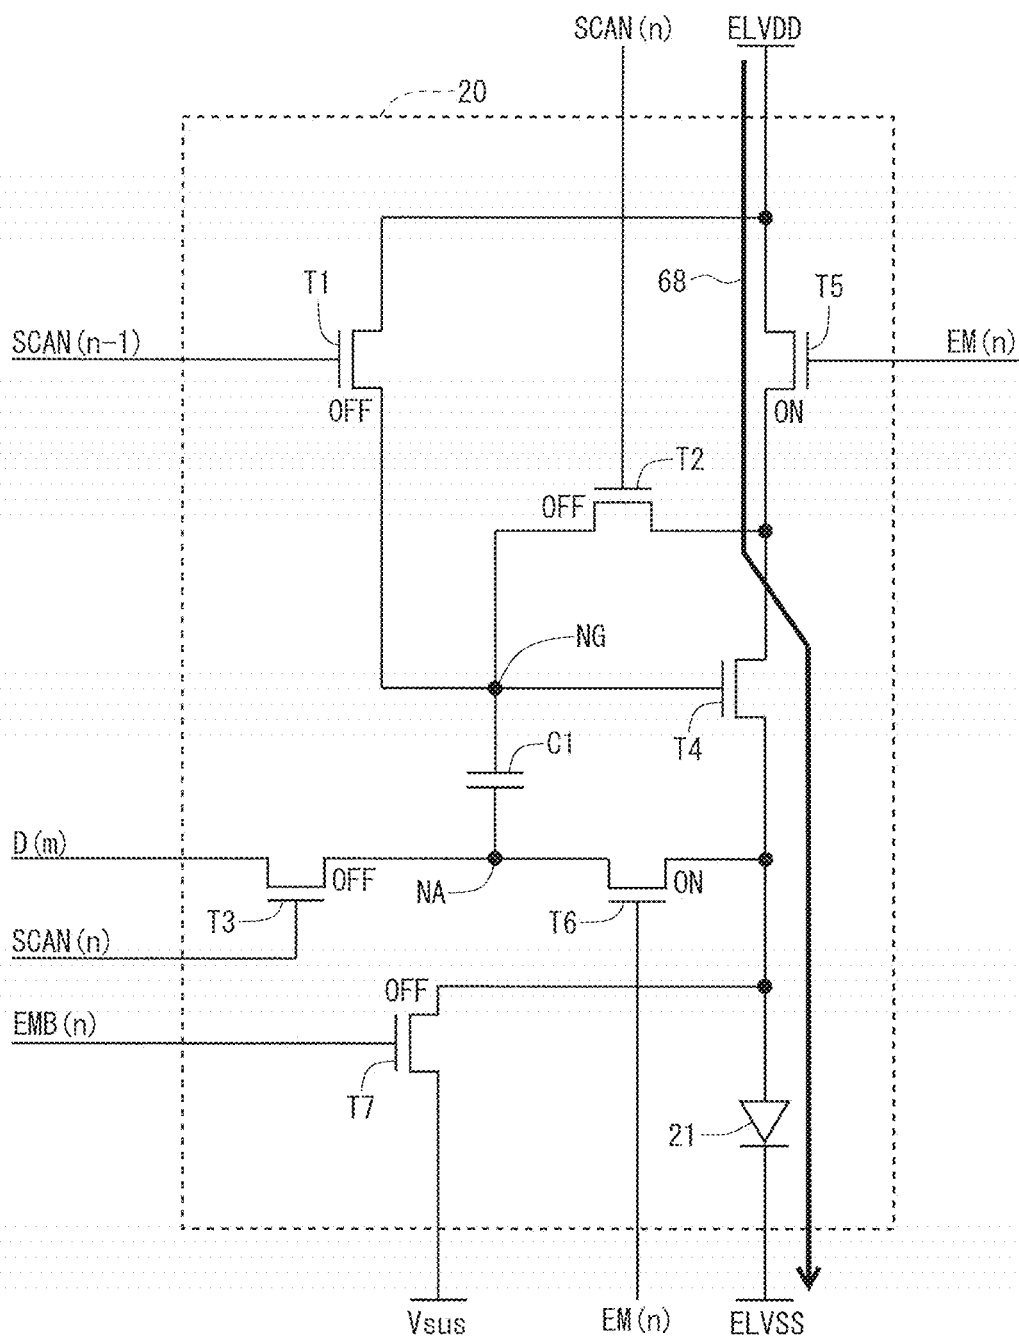 SCAN(n)
ELVDD
20
T1
68
T5
SCAN(n-1)
EM(n)
OFF
ON
T2
OFF
NG
T4
C1
D(m)
OFF
NA
ON
T3
T6
SCAN(n)
OFF
EMB(n)
T7
21
Vsus
EM(n)
ELVSS